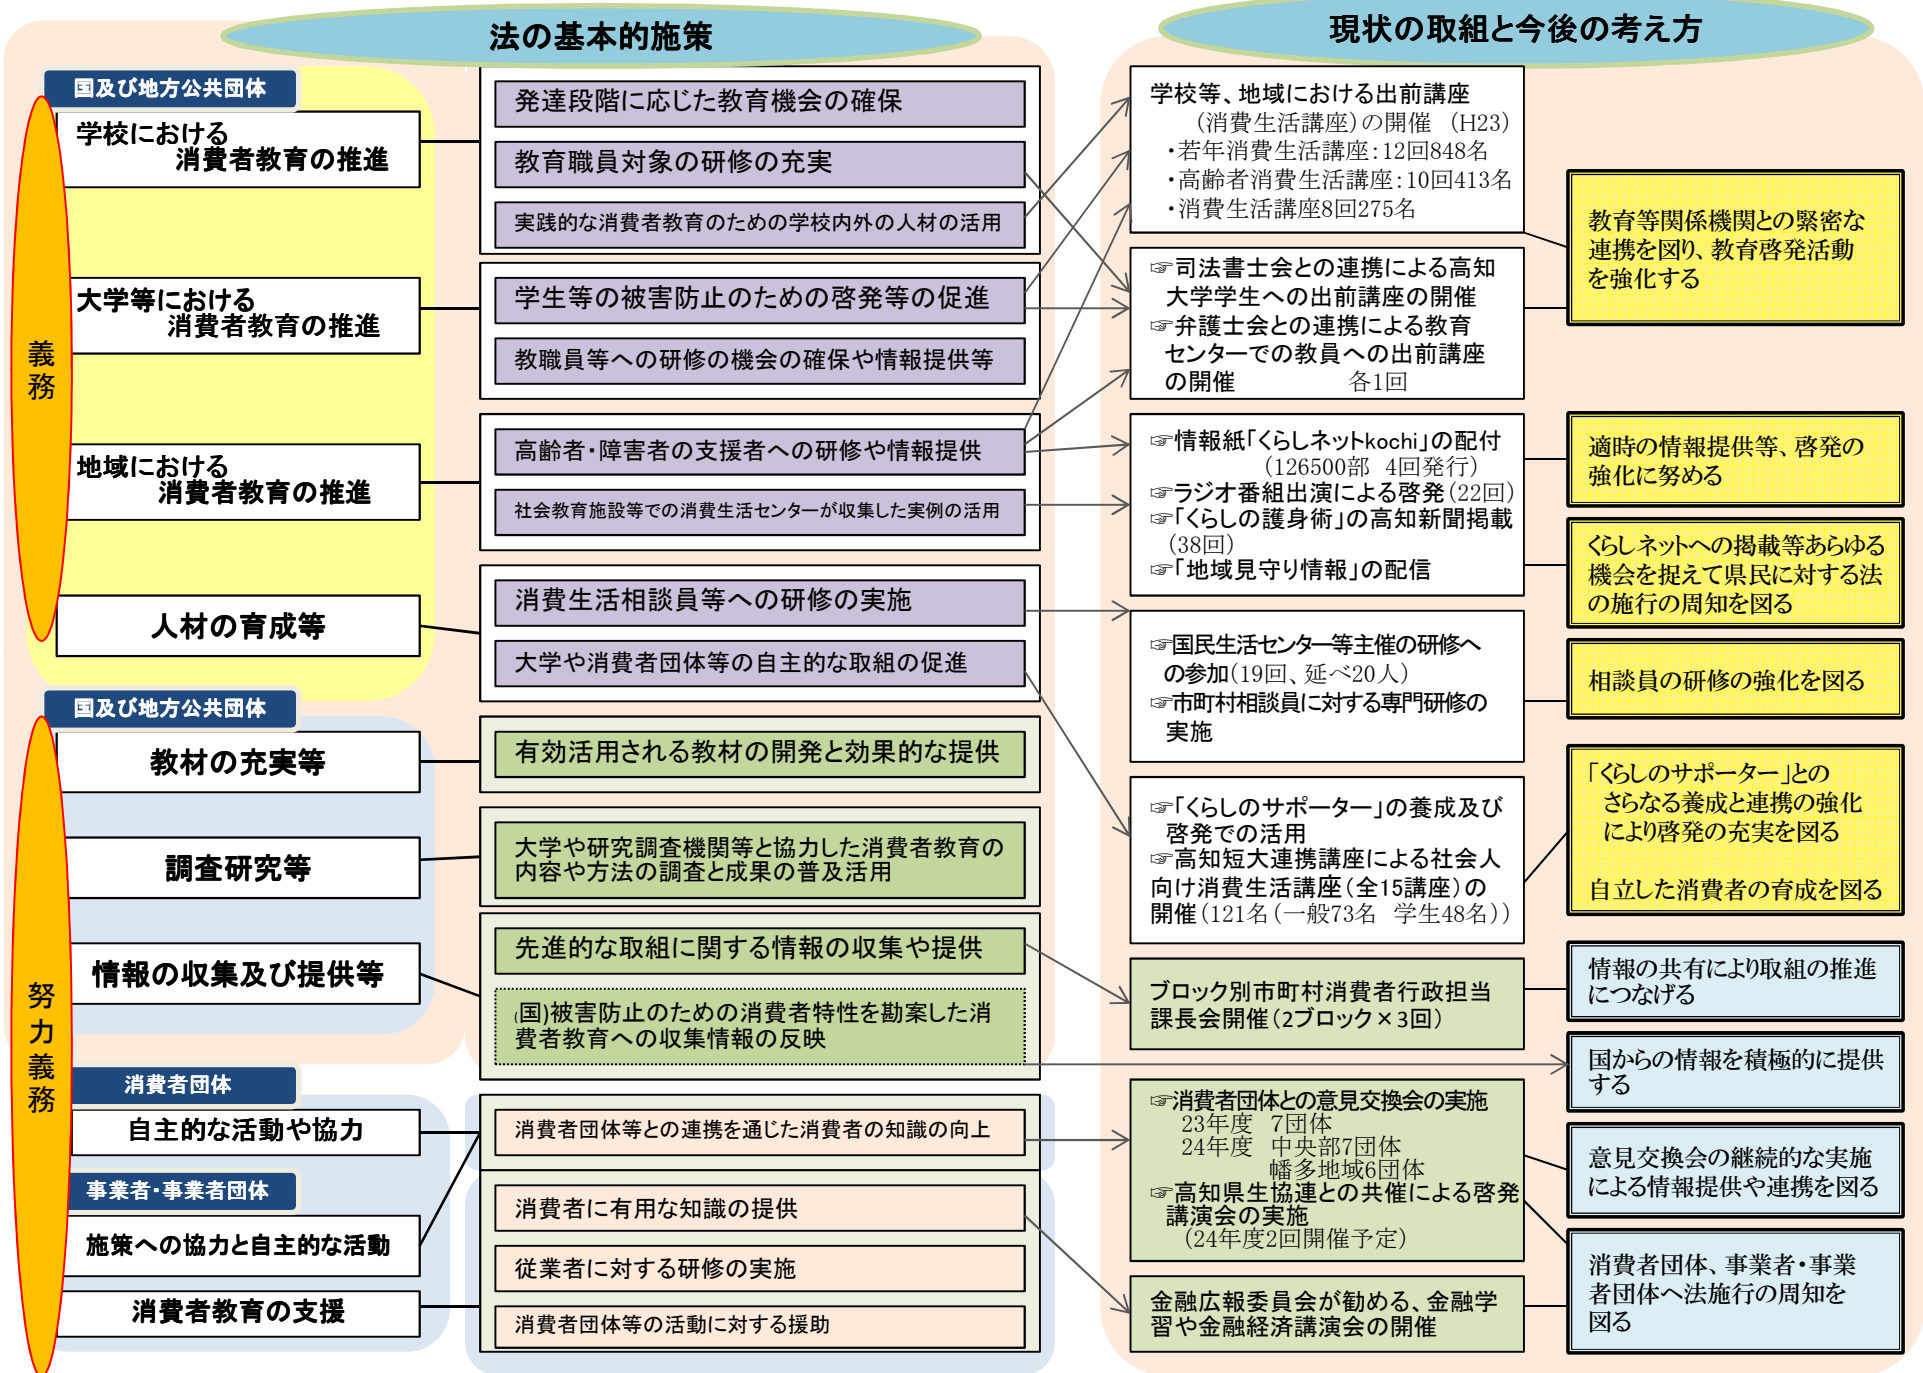 法の基本的施策
現状の取組と今後の考え方
義務
国及び地方公共団体
学校における
消費者教育の推進
大学等における
消費者教育の推進
地域における
消費者教育の推進
人材の育成等
発達段階に応じた教育機会の確保
教育職員対象の研修の充実
実践的な消費者教育のための学校内外の人材の活用
学生等の被害防止のための啓発等の促進
教職員等への研修の機会の確保や情報提供等
高齢者・障害者の支援者への研修や情報提供
社会教育施設等での消費生活センターが収集した実例の活用
消費生活相談員等への研修の実施
大学や消費者団体等の自主的な取組の促進
努力義務
国及び地方公共団体
教材の充実等
調査研究等
情報の収集及び提供等
有効活用される教材の開発と効果的な提供
大学や研究調査機関等と協力した消費者教育の
内容や方法の調査と成果の普及活用
先進的な取組に関する情報の収集や提供
(国)被害防止のための消費者特性を勘案した消
費者教育への収集情報の反映
消費者団体
自主的な活動や協力
事業者・事業者団体
施策への協力と自主的な活動
消費者教育の支援
消費者団体等との連携を通じた消費者の知識の向上
消費者に有用な知識の提供
従業者に対する研修の実施
消費者団体等の活動に対する援助
学校等、地域における出前講座
(消費生活講座)の開催 (H23)
・若年消費生活講座:12回848名
・高齢者消費生活講座:10回413名
・消費生活講座8回275名
☞司法書士会との連携による高知
大学学生への出前講座の開催
☞弁護士会との連携による教育
センターでの教員への出前講座
の開催 各1回
☞情報紙「くらしネットkochi」の配付
(126500部 4回発行)
☞ラジオ番組出演による啓発(22回)
☞「くらしの護身術」の高知新聞掲載
(38回)
☞「地域見守り情報」の配信
☞国民生活センター等主催の研修へ
の参加(19回、延べ20人)
☞市町村相談員に対する専門研修の
実施
☞「くらしのサポーター」の養成及び
啓発での活用
☞高知短大連携講座による社会人
向け消費生活講座(全15講座)の
開催(121名(一般73名 学生48名))
ブロック別市町村消費者行政担当
課長会開催(2ブロック×3回)
☞消費者団体との意見交換会の実施
23年度 7団体
24年度 中央部7団体
幡多地域6団体
☞高知県生協連との共催による啓発
講演会の実施
(24年度2回開催予定)
金融広報委員会が勧める、金融学
習や金融経済講演会の開催
教育等関係機関との緊密な
連携を図り、教育啓発活動
を強化する
適時の情報提供等、啓発の
強化に努める
くらしネットへの掲載等あらゆる
機会を捉えて県民に対する法
の施行の周知を図る
相談員の研修の強化を図る
「くらしのサポーター」との
さらなる養成と連携の強化
により啓発の充実を図る
自立した消費者の育成を図る
情報の共有により取組の推進
につなげる
国からの情報を積極的に提供
する
意見交換会の継続的な実施
による情報提供や連携を図る
消費者団体、事業者・事業
者団体へ法施行の周知を
図る